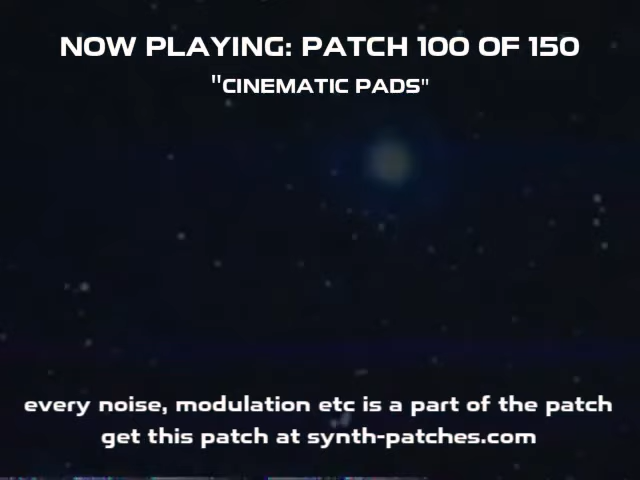 NOW PLAYING: PATCH 100 OF 150
"CINEMATIC PADS"
every noise, modulation etc is a part of the patch
get this patch at synth-patches.com